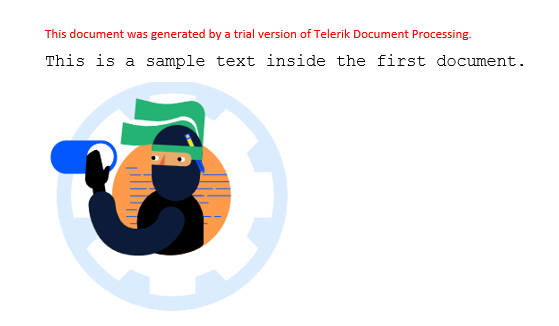 This document was generated by a trial version of Telerik Document Processing.
This is a sample text inside the first document.